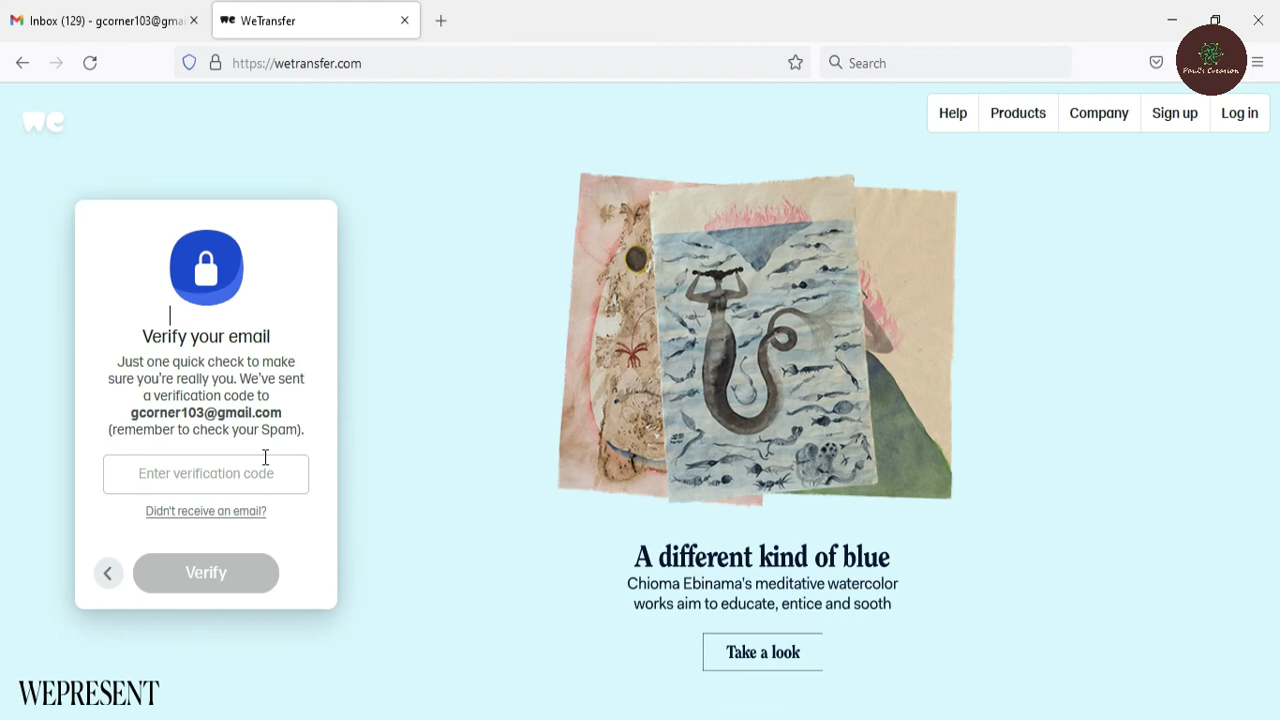 Inbox (129) - gcorner103@gma
WeTransfer
https://wetransfer.com
Search
Paul's Creation
we
Help
Products
Company
Sign up
Log in
Verify your email
Just one quick check to make
sure you're really you. We've sent
a verification code to
gcorner103@gmail.com
(remember to check your Spam).
Enter verification code
Didn't receive an email?
Verify
A different kind of blue
Chioma Ebinama's meditative watercolor
works aim to educate, entice and sooth
Take a look
WEPRESENT